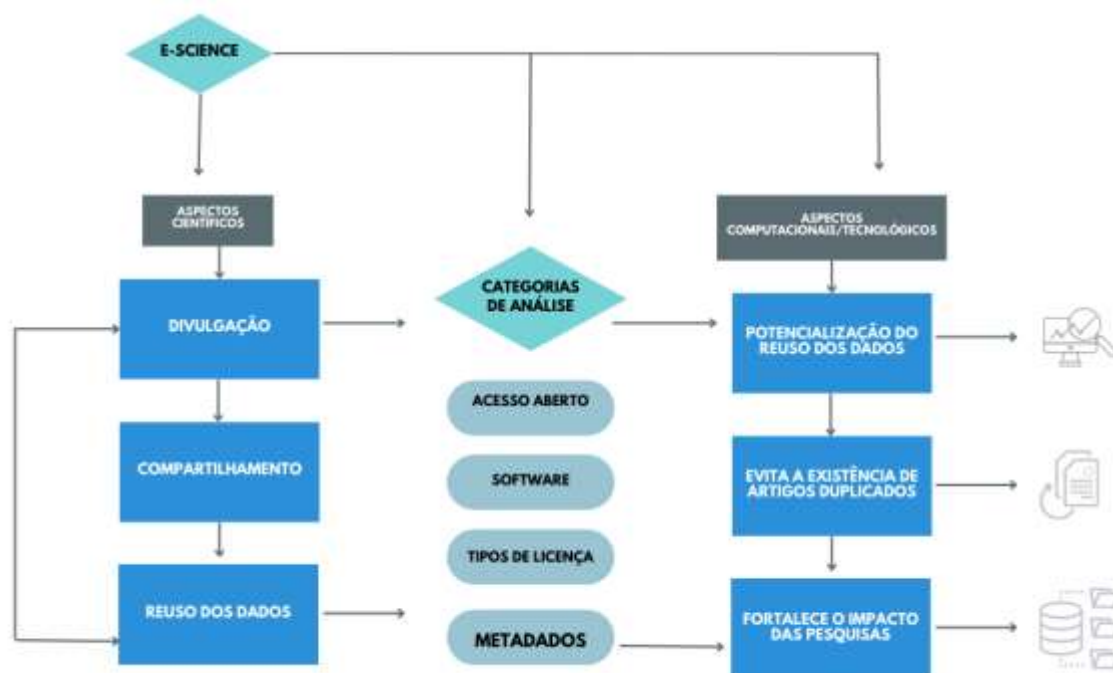 E-SCIENCE
ASPECTOS
CIENTÍFICOS
ASPECTOS
COMPUTACIONAIS/TECNOLÓGICOS
CATEGORIAS
DE ANÁLISE
DIVULGAÇÃO
POTENCIALIZAÇÃO DO
REUSO DOS DADOS
ACESSO ABERTO
COMPARTILHAMENTO
SOFTWARE
EVITA A EXISTÊNCIA DE
ARTIGOS DUPLICADOS
TIPOS DE LICENÇA
REUSO DOS DADOS
METADADOS
FORTALECE O IMPACTO
DAS PESQUISAS